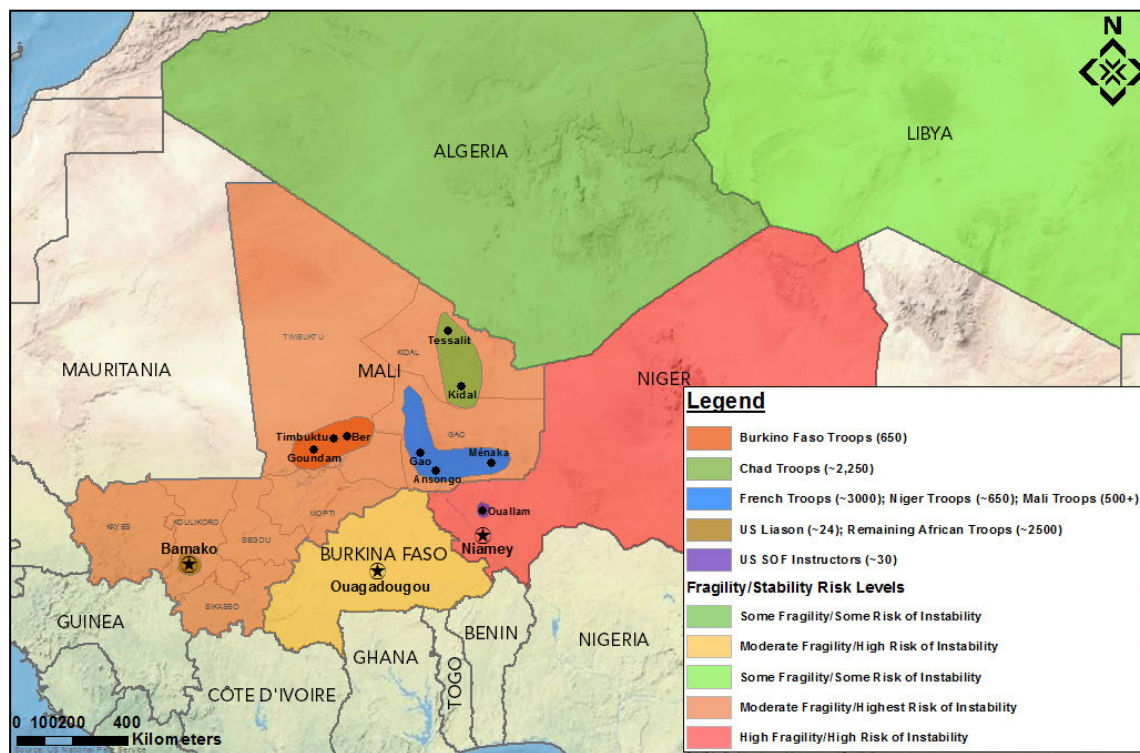 N
ALGERIA
LIBYA
TIMBUKTU
Tessalit
KIDAL
MAURITANIA
MALI
NIGER
Kidal
Timbuktu
Ber
GAO
Goundam
Gao
Ménaka
Ansongo
MOPTI
Ouallam
KAYES
KOULIKORO
SEGOU
Bamako
BURKINA FASO
Niamey
Ouagadougou
SIKASSO
GUINEA
BENIN
NIGERIA
GHANA
TOGO
CÔTE D'IVOIRE
0 100200 400
Kilometers
Source: US National Park Service
Legend
Burkino Faso Troops (650)
Chad Troops (~2,250)
French Troops (~3000); Niger Troops (~650); Mali Troops (500+)
US Liason (~24); Remaining African Troops (~2500)
US SOF Instructors (~30)
Fragility/Stability Risk Levels
Some Fragility/Some Risk of Instability
Moderate Fragility/High Risk of Instability
Some Fragility/Some Risk of Instability
Moderate Fragility/Highest Risk of Instability
High Fragility/High Risk of Instability